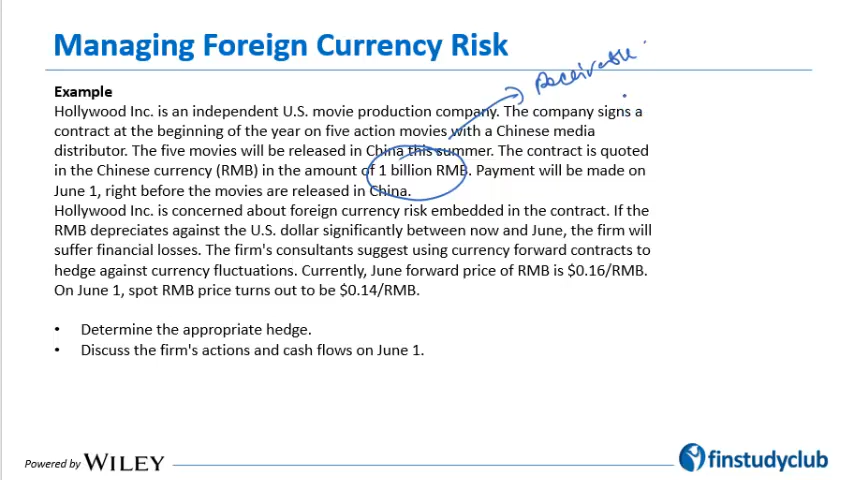 Managing Foreign Currency Risk
Receivable
Example
Hollywood Inc. is an independent U.S. movie production company. The company signs a
contract at the beginning of the year on five action movies with a Chinese media
distributor. The five movies will be released in China this summer. The contract is quoted
in the Chinese currency (RMB) in the amount of 1 billion RMB. Payment will be made on
June 1, right before the movies are released in China.
Hollywood Inc. is concerned about foreign currency risk embedded in the contract. If the
RMB depreciates against the U.S. dollar significantly between now and June, the firm will
suffer financial losses. The firm's consultants suggest using currency forward contracts to
hedge against currency fluctuations. Currently, June forward price of RMB is $0.16/RMB.
On June 1, spot RMB price turns out to be $0.14/RMB.
• Determine the appropriate hedge.
• Discuss the firm's actions and cash flows on June 1.
Powered by WILEY
finstudyclub